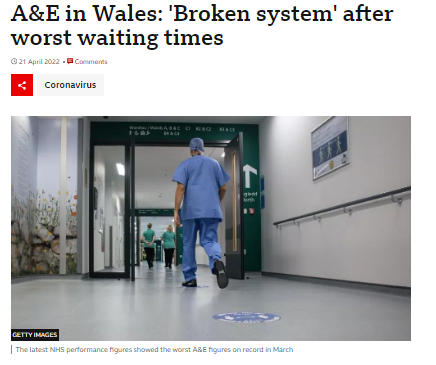 A&E in Wales: 'Broken system' after
worst waiting times
21 April 2022
Comments
Coronavirus
GETTY IMAGES
The latest NHS performance figures showed the worst A&E figures on record in March